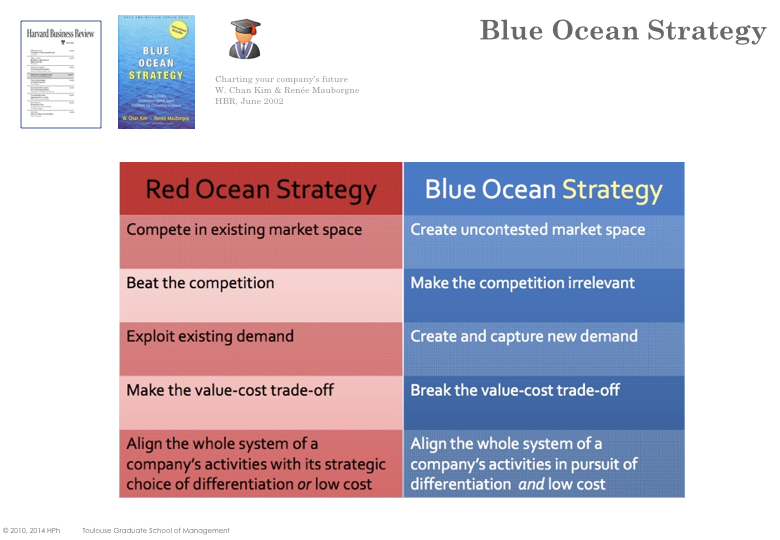 Blue Ocean Strategy
Harvard Business Review
BLUE
OCEAN
STRATEGY
W. Chan Kim • Renée Mauborgne
Charting your company's future
W. Chan Kim & Renée Mauborgne
HBR, June 2002
Red Ocean Strategy
Blue Ocean Strategy
Compete in existing market space
Create uncontested market space
Beat the competition
Make the competition irrelevant
Exploit existing demand
Create and capture new demand
Make the value-cost trade-off
Break the value-cost trade-off
Align the whole system of a
company's activities with its strategic
choice of differentiation or low cost
Align the whole system of a
company's activities in pursuit of
differentiation and low cost
© 2010, 2014 HPh
Toulouse Graduate School of Management